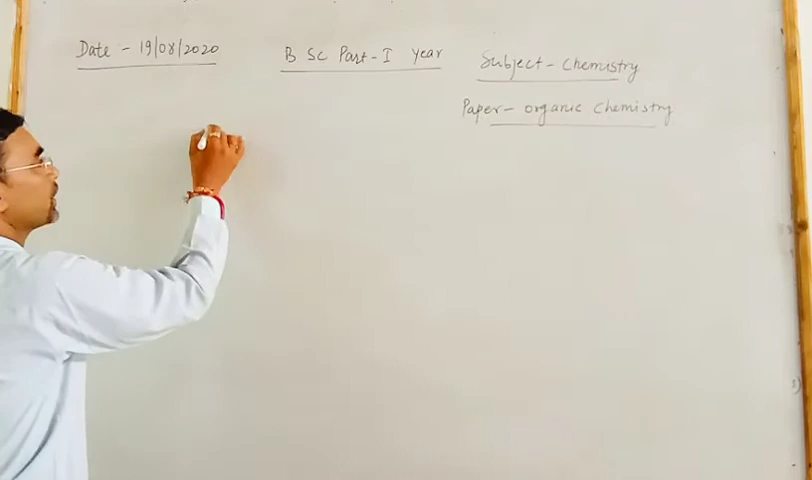 Date - 19/08/2020
B Sc Part-I year
Subject - Chemistry
Paper - organic chemistry